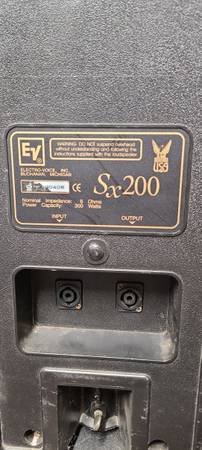 EV
WARNING: DO NOT suspend overhead
without understanding and following the
instructions supplied with the loudspeaker.
ELECTRO-VOICE, INC.
BUCHANAN, MICHIGAN
Sx200
Nominal Impedance: 8 Ohms
Power Capacity: 300 Watts
INPUT
OUTPUT